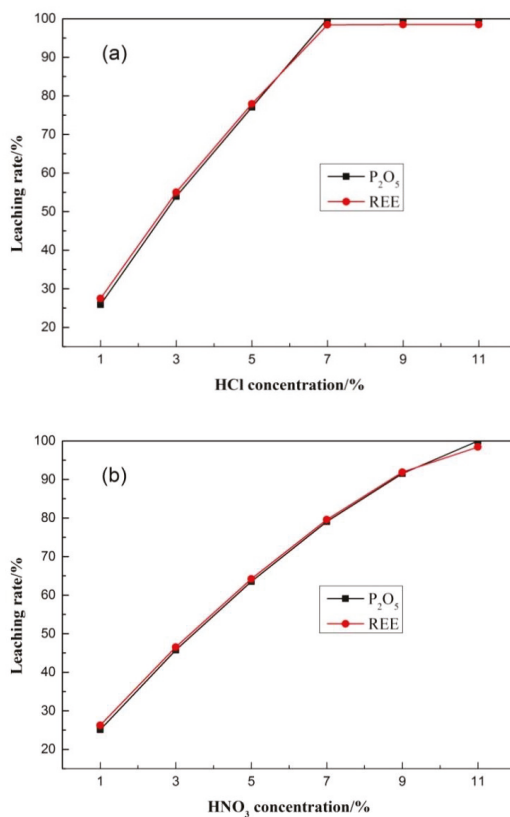 (a)
100
90
80
70
60
50
40
30
20
Leaching rate/%
P₂O₅
REE
1 3 5 7 9 11
HCl concentration/%
(b)
100
90
80
70
60
50
40
30
20
Leaching rate/%
P₂O₅
REE
1 3 5 7 9 11
HNO₃ concentration/%